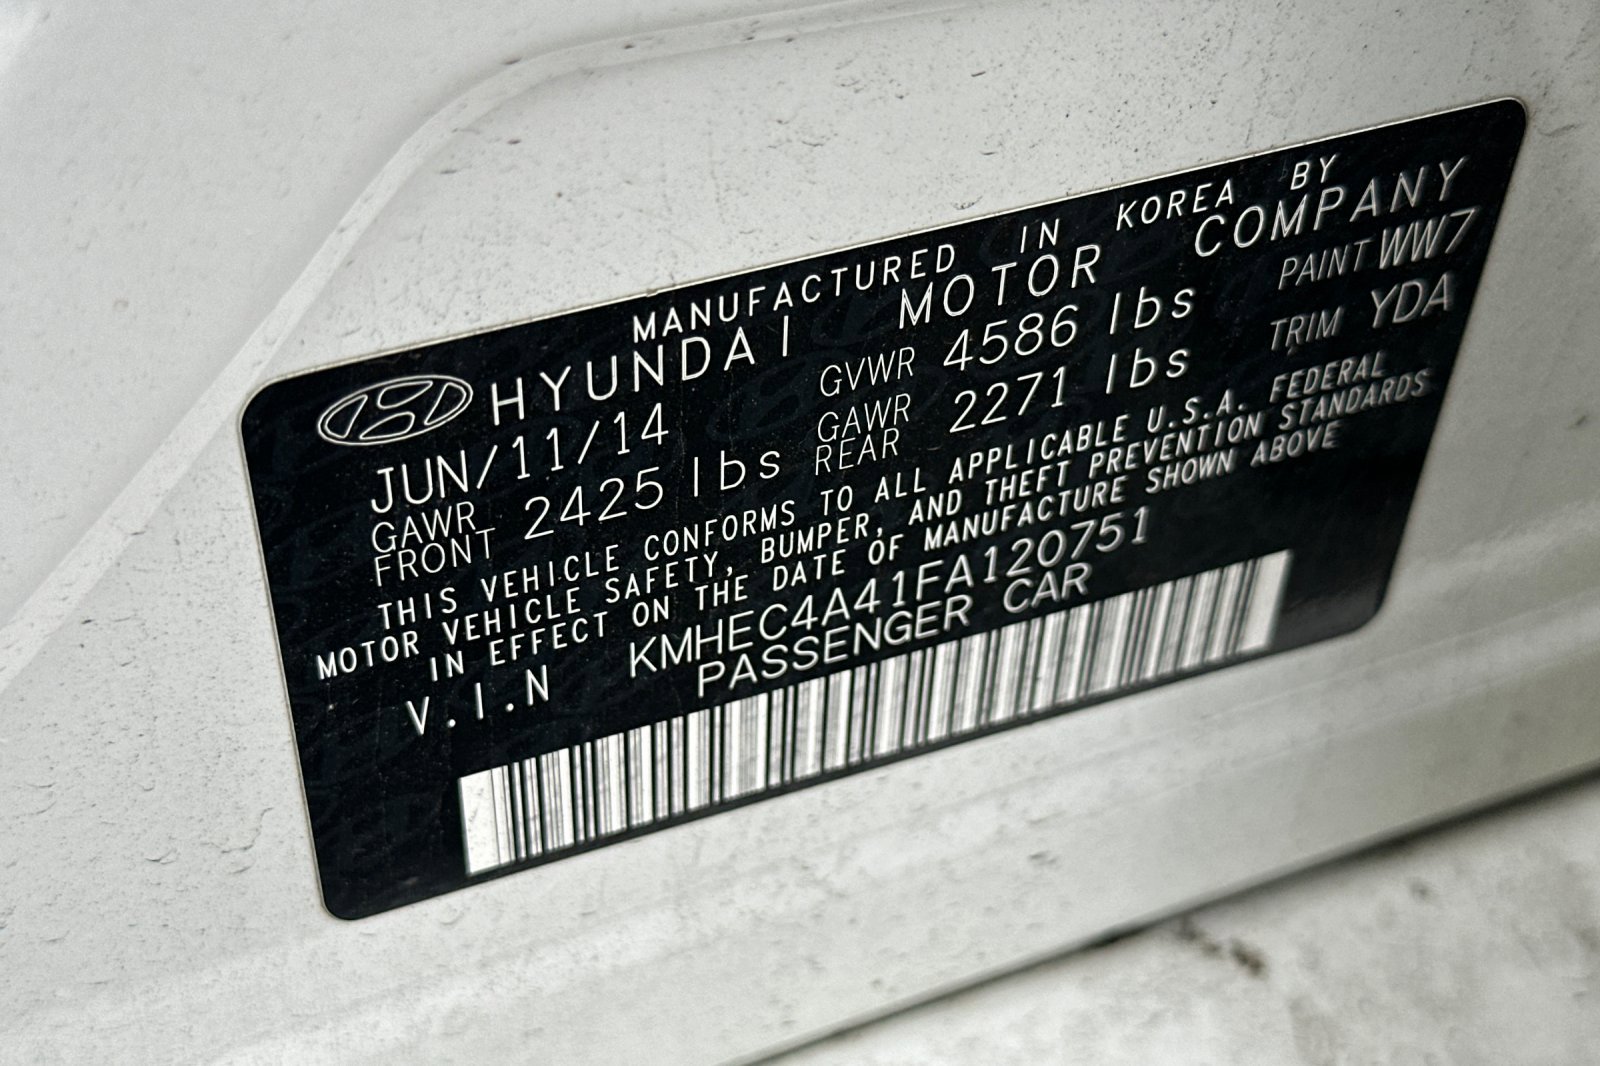 MANUFACTURED IN KOREA BY
HYUNDAI MOTOR COMPANY
JUN/11/14 GVWR 4586 lbs PAINT WW7
GAWR FRONT 2425 lbs GAWR REAR 2271 lbs TRIM YDA
THIS VEHICLE CONFORMS TO ALL APPLICABLE U.S.A. FEDERAL
MOTOR VEHICLE SAFETY, BUMPER, AND THEFT PREVENTION STANDARDS
IN EFFECT ON THE DATE OF MANUFACTURE SHOWN ABOVE
V.I.N KMHEC4A41FA120751
PASSENGER CAR